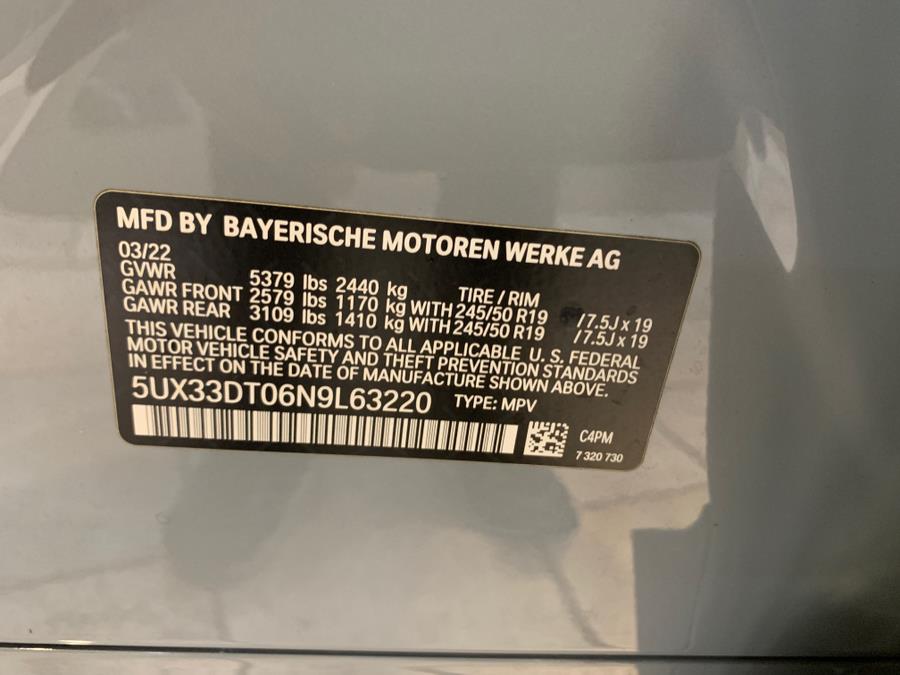 MFD BY BAYERISCHE MOTOREN WERKE AG
03/22
GVWR 5379 lbs 2440 kg TIRE / RIM
GAWR FRONT 2579 lbs 1170 kg WITH 245/50 R19 /7.5J x 19
GAWR REAR 3109 lbs 1410 kg WITH 245/50 R19 /7.5J x 19
THIS VEHICLE CONFORMS TO ALL APPLICABLE U. S. FEDERAL
MOTOR VEHICLE SAFETY AND THEFT PREVENTION STANDARDS
IN EFFECT ON THE DATE OF MANUFACTURE SHOWN ABOVE.
5UX33DT06N9L63220 TYPE: MPV
C4PM
7 320 730